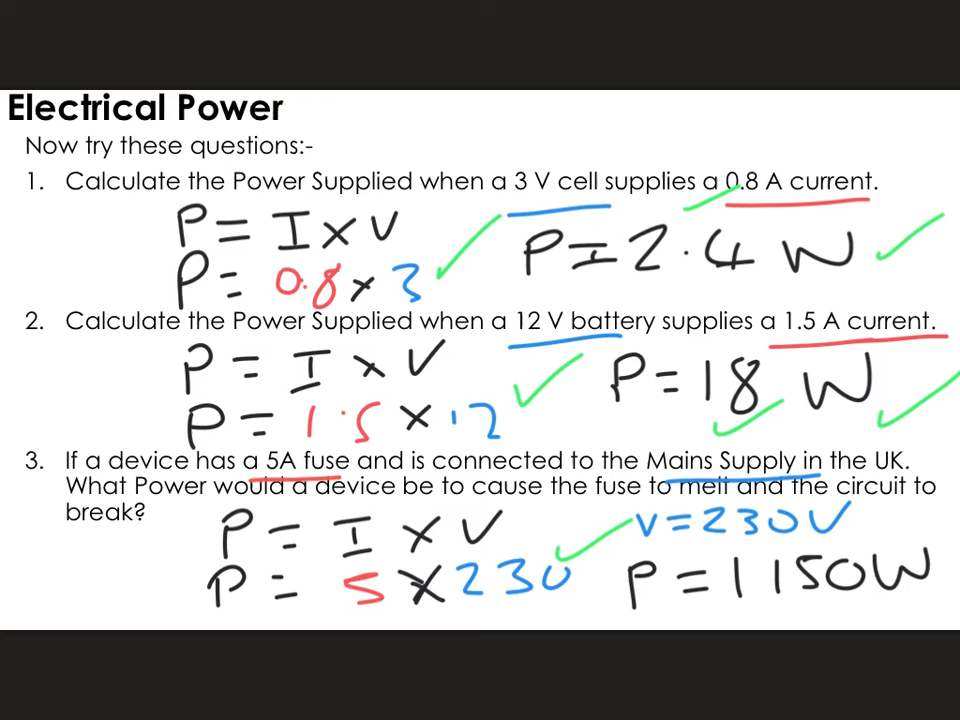 Electrical Power
Now try these questions:-
1. Calculate the Power Supplied when a 3 V cell supplies a 0.8 A current.
P = I x V
P = 0.8 x 3
P = 2.4 W
2. Calculate the Power Supplied when a 12 V battery supplies a 1.5 A current.
P = I x V
P = 1.5 x 12
P = 18 W
3. If a device has a 5A fuse and is connected to the Mains Supply in the UK.
What Power would a device be to cause the fuse to melt and the circuit to
break?
P = I x V
V = 230V
P = 5 x 230
P = 1150W